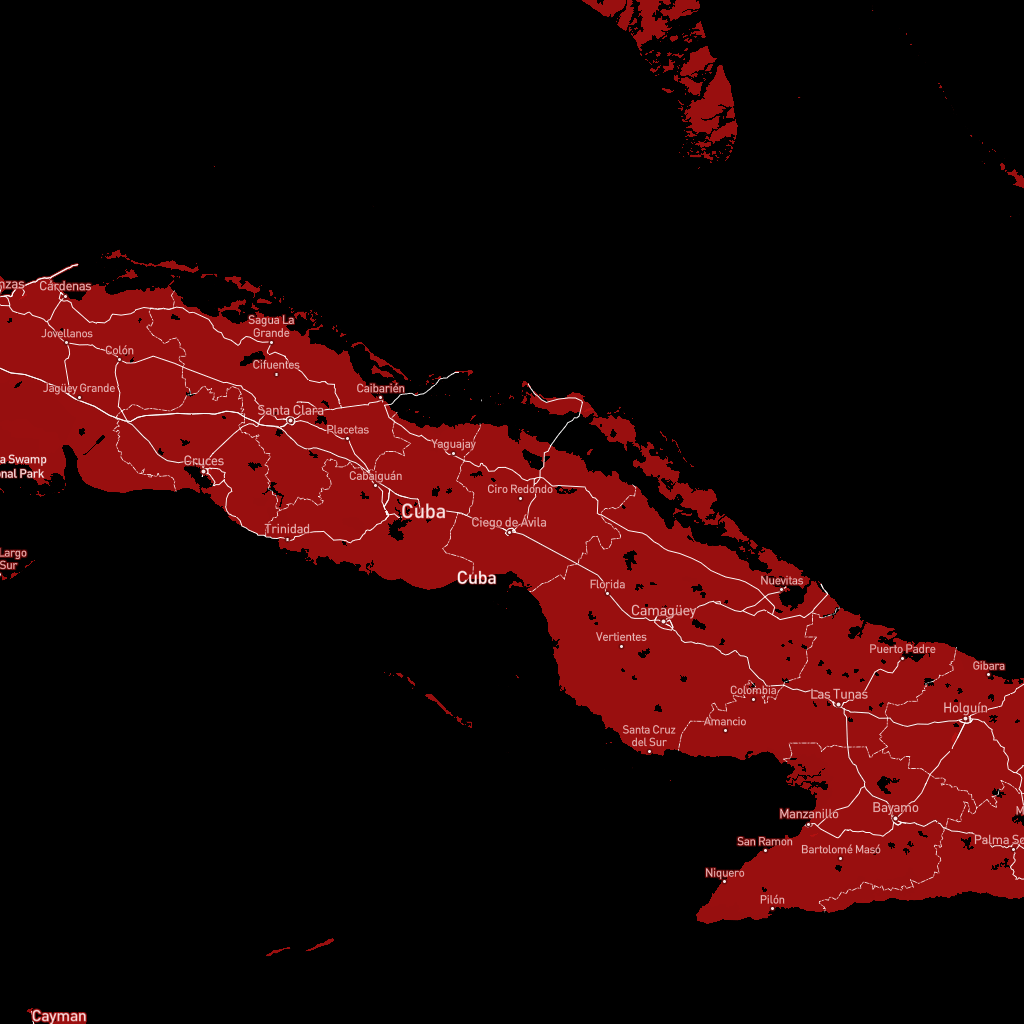 Cárdenas
Sagua La
Grande
Jovellanos
Colón
Cifuentes
Jagüey Grande
Caibarién
Santa Clara
Placetas
Yaguajay
a Swamp
onal Park
Gruces
Cabaiguán
Ciro Redondo
Cuba
Ciego de Avila
Trinidad
Largo
Sur
Cuba
Florida
Nuevitas
Camagüey
Vertientes
Puerto Padre
Gibara
Colombia
Las Tunas
Holguín
Amancio
Santa Cruz
del Sur
Manzanillo
Bayamo
San Ramon
Bartolomé Masó
Palma So
Niquero
Pilón
Cayman